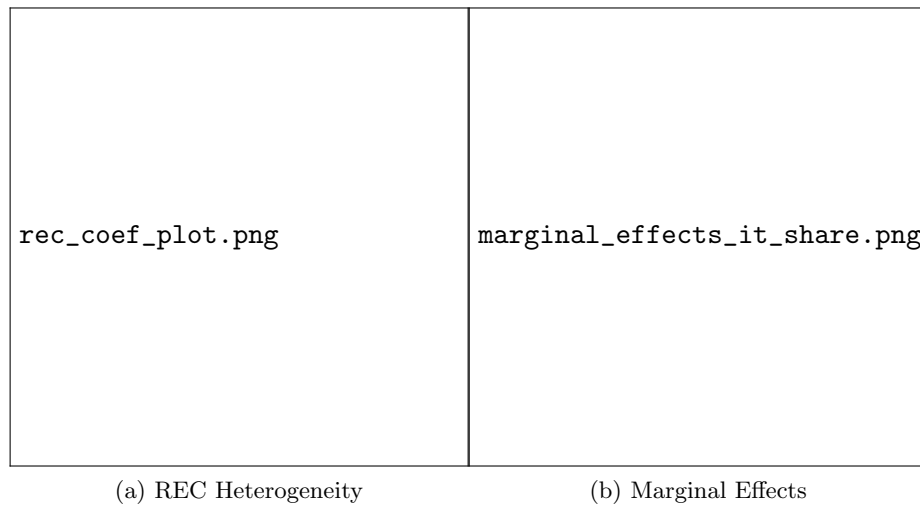 rec_coef_plot.png
marginal_effects_it_share.png
(a) REC Heterogeneity
(b) Marginal Effects